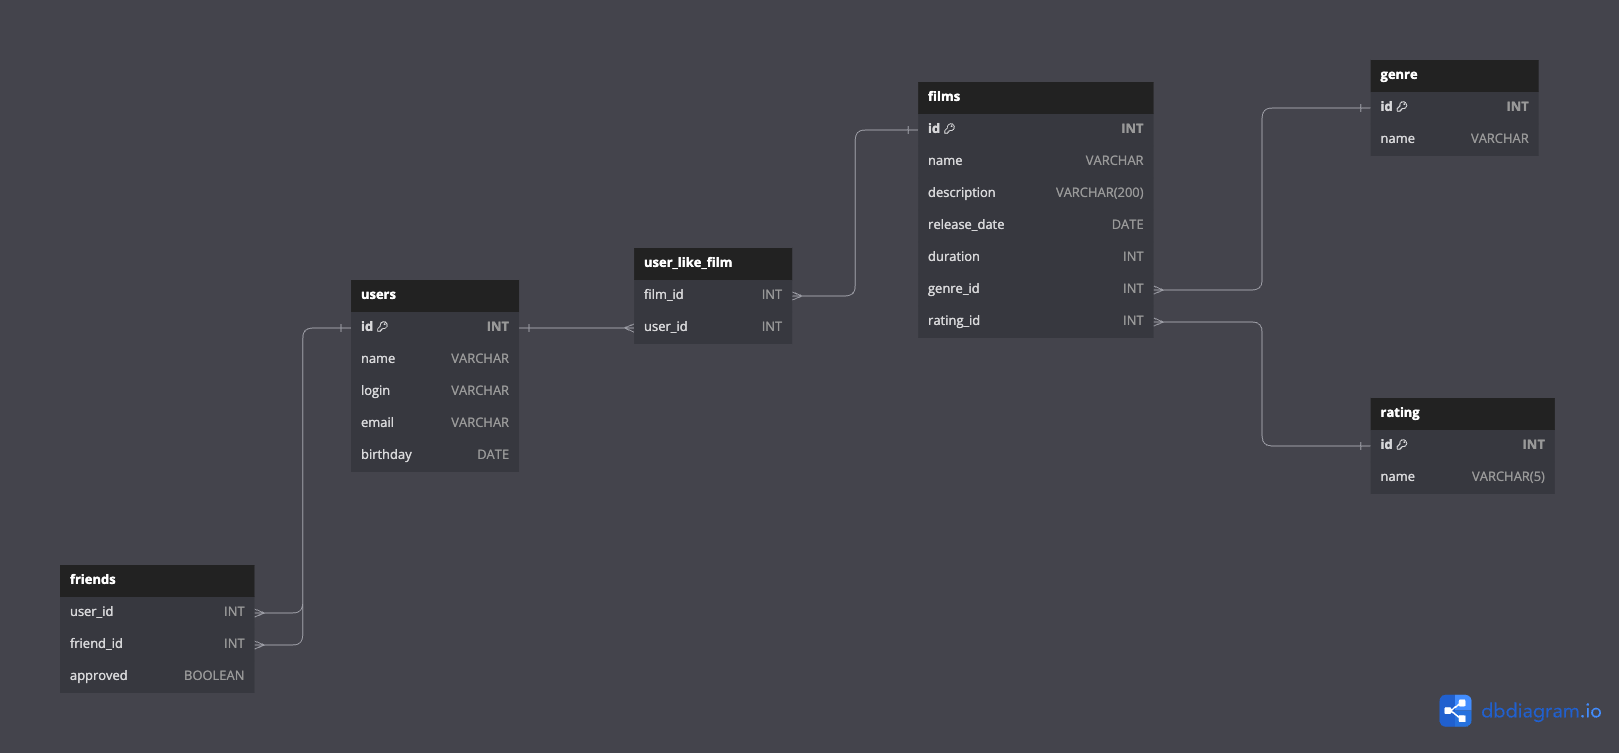 genre
id INT
name VARCHAR
films
id INT
name VARCHAR
description VARCHAR(200)
release_date DATE
duration INT
genre_id INT
rating_id INT
user_like_film
film_id INT
user_id INT
users
id INT
name VARCHAR
login VARCHAR
email VARCHAR
birthday DATE
rating
id INT
name VARCHAR(5)
friends
user_id INT
friend_id INT
approved BOOLEAN
dbdiagram.io